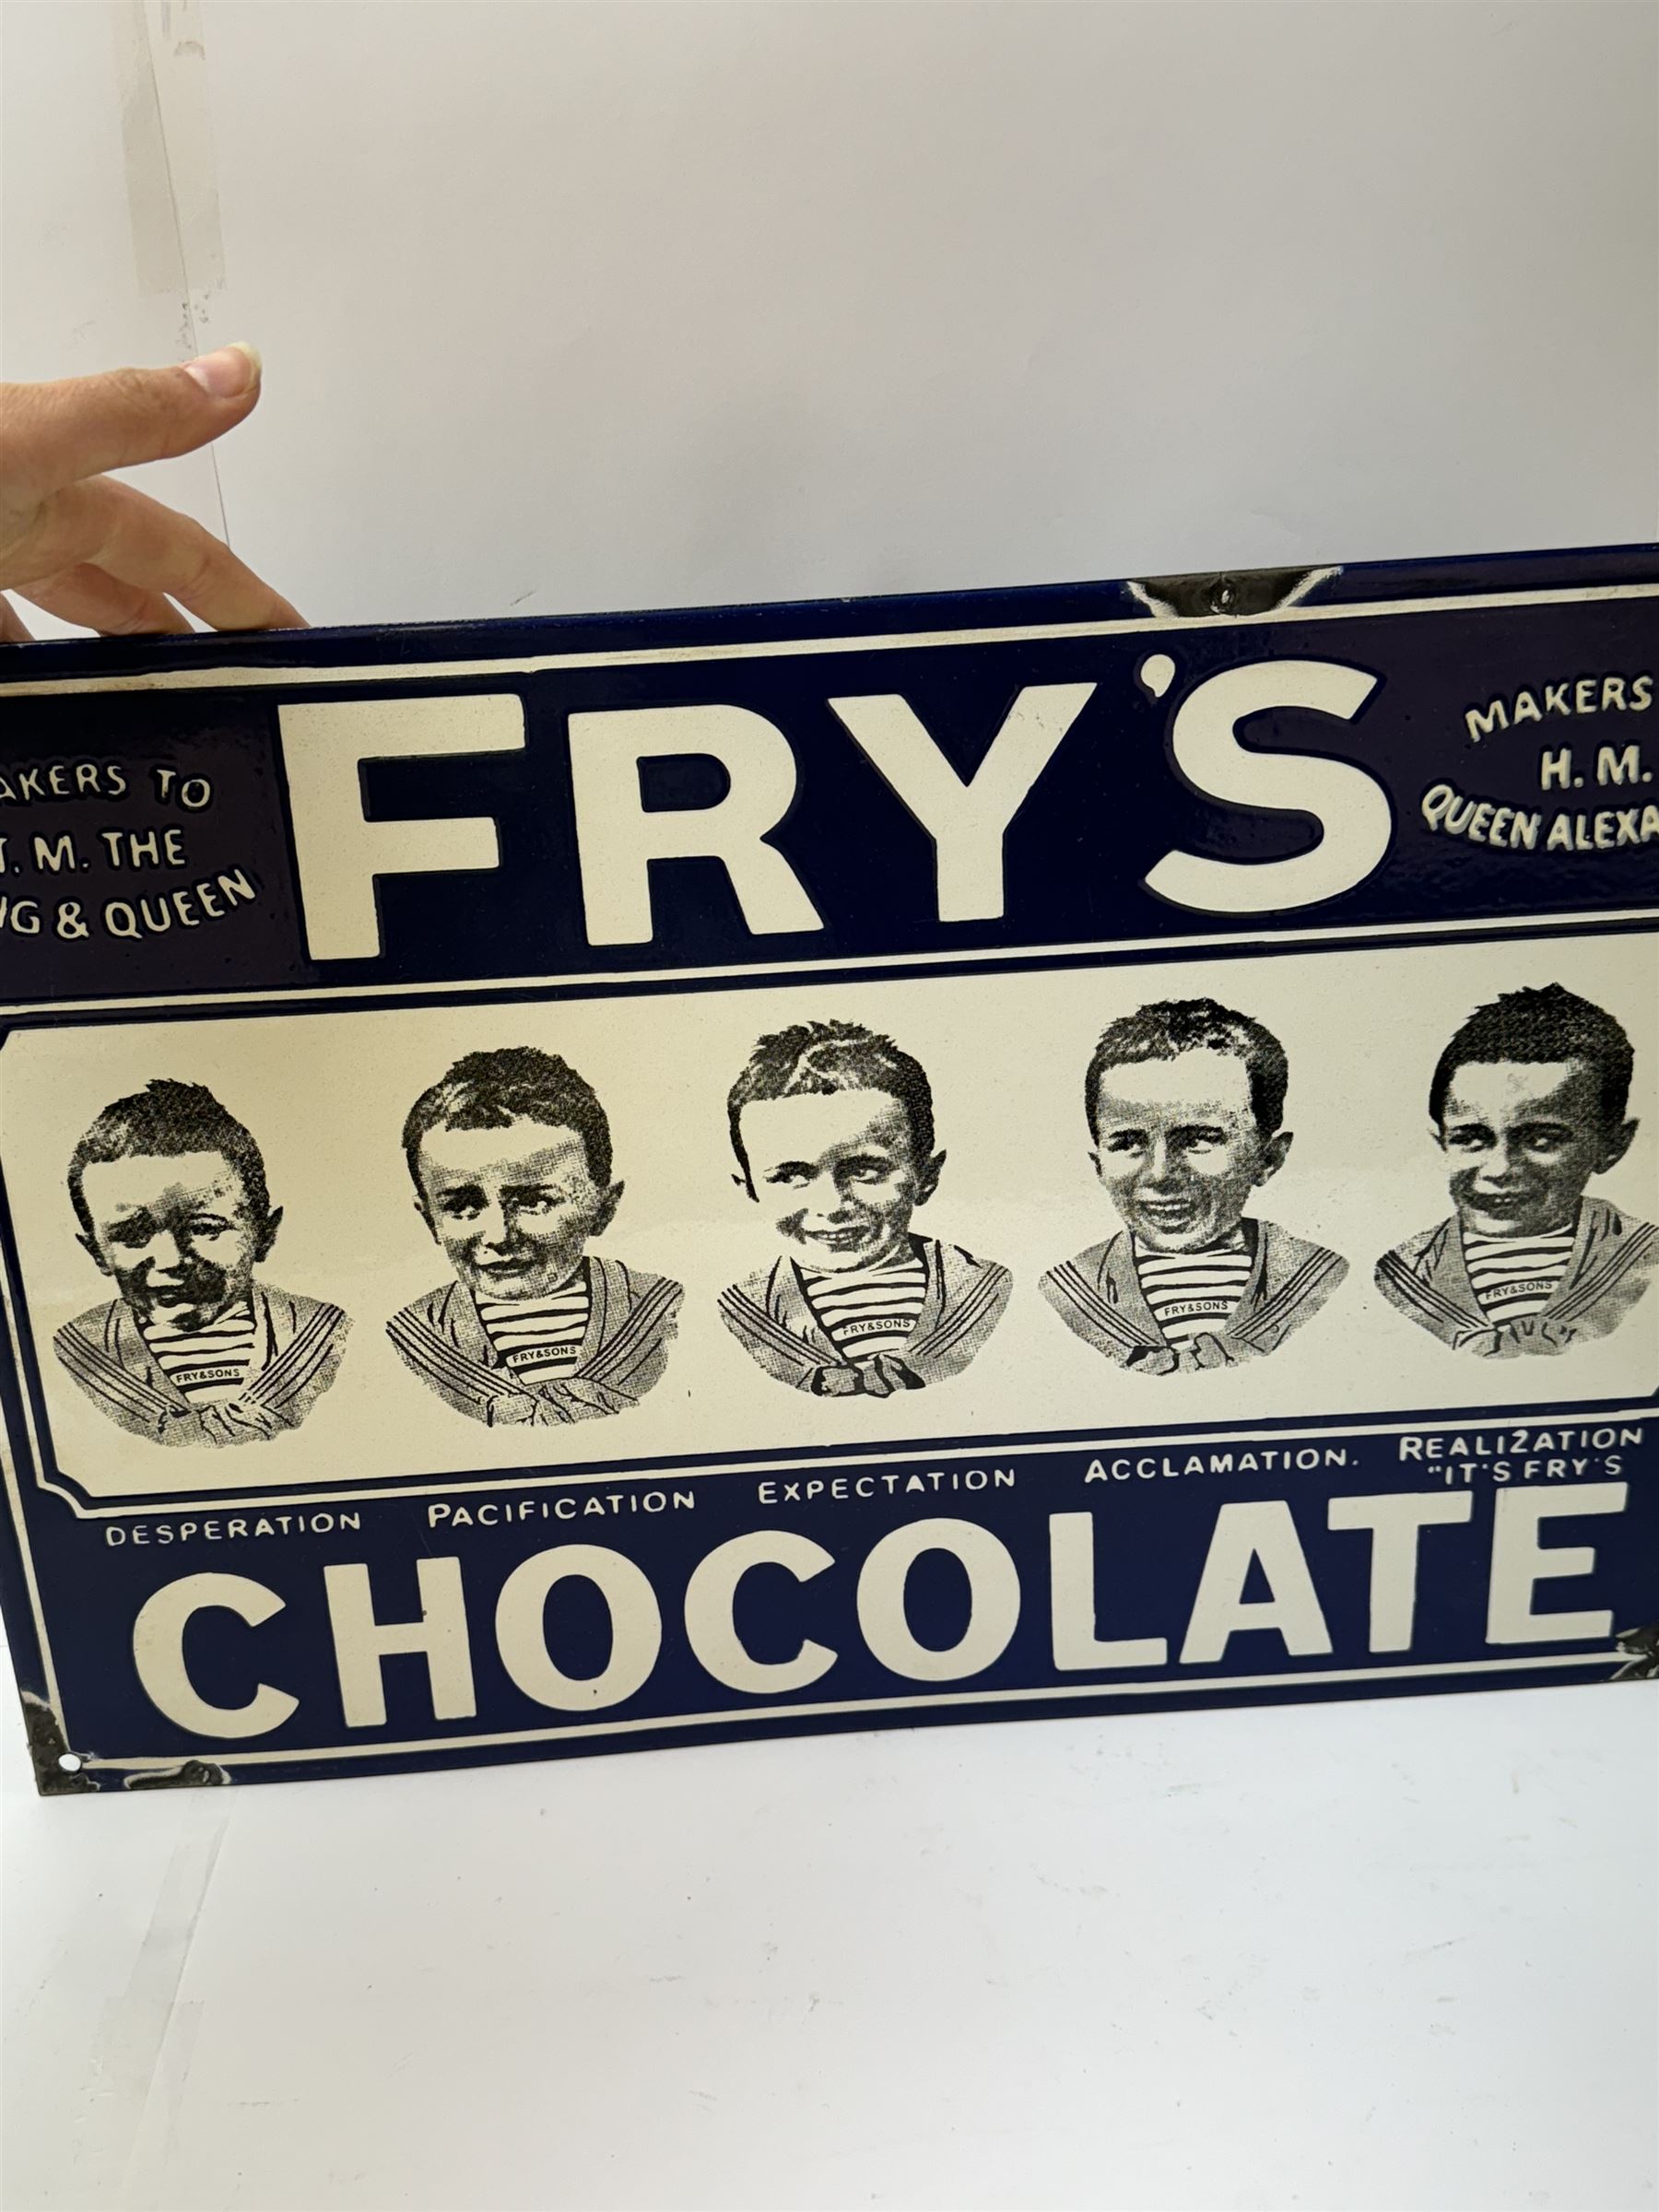 FRY'S
AKERS TO
T. M. THE
NG & QUEEN
MAKERS
H. M.
QUEEN ALEXA
FRY&SONS
FRY&SONS
FRY&SONS
FRY&SONS
FRY&SONS
DESPERATION PACIFICATION EXPECTATION ACCLAMATION. REALIZATION
"IT'S FRY'S
CHOCOLATE